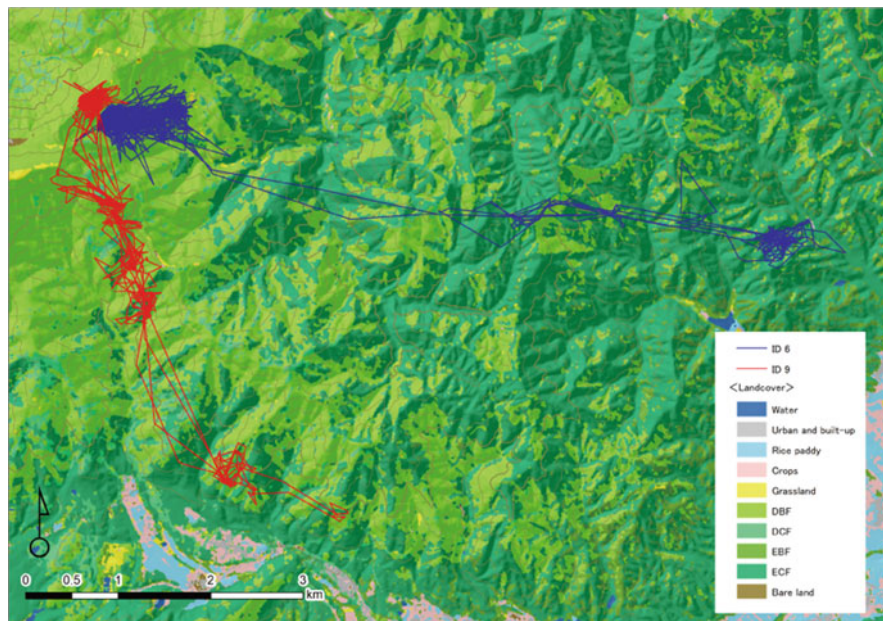 ID 6
ID 9
<Landcover>
Water
Urban and built-up
Rice paddy
Crops
Grassland
DBF
DCF
EBF
ECF
Bare land
0 0.5 1 2 3
km